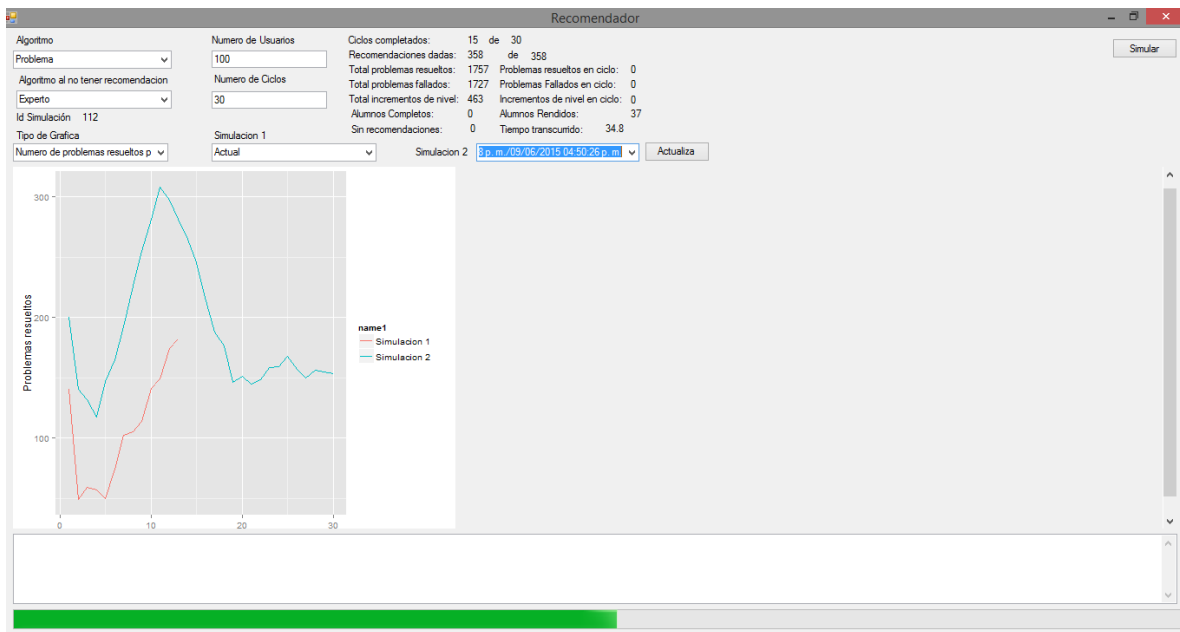 Recomendador
Algoritmo
Problema
Algoritmo al no tener recomendacion
Experto
Id Simulación 112
Tipo de Grafica
Numero de problemas resueltos p
Numero de Usuarios
100
Numero de Ciclos
30
Simulacion 1
Actual
Ciclos completados: 15 de 30
Recomendaciones dadas: 358 de 358
Total problemas resueltos: 1757 Problemas resueltos en ciclo: 0
Total problemas fallados: 1727 Problemas Fallados en ciclo: 0
Total incrementos de nivel: 463 Incrementos de nivel en ciclo: 0
Alumnos Completos: 0 Alumnos Rendidos: 37
Sin recomendaciones: 0 Tiempo transcurrido: 34.8
Simulacion 2 p. m./09/06/2015 04:50:26 p. m.
Actualiza
Simular
Problemas resueltos
300
200
100
0 10 20 30
name1
Simulacion 1
Simulacion 2